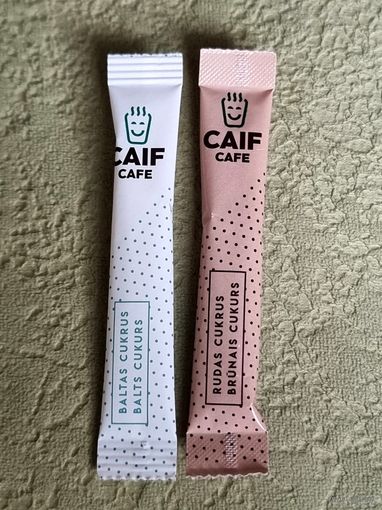 CAIF
CAFE
BALTAS CUKRUS
BALTS CUKURS
CAIF
CAFE
RUDAS CUKRUS
BRŪNAIS CUKURS